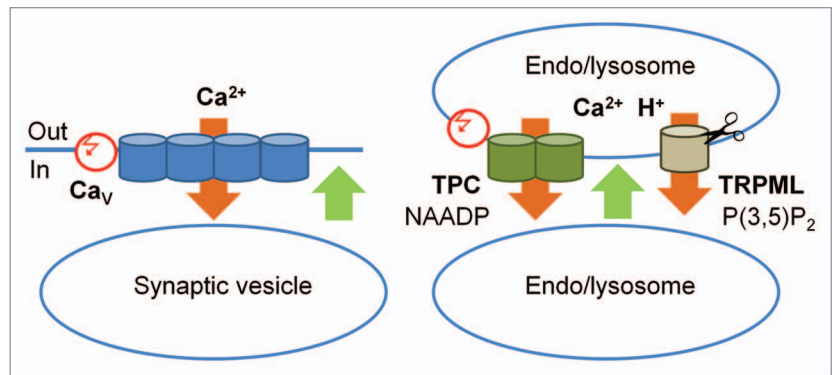 Ca²⁺
Out
In
Caᵥ
Synaptic vesicle
Endo/lysosome
Ca²⁺ H⁺
TPC
NAADP
TRPML
P(3,5)P₂
Endo/lysosome